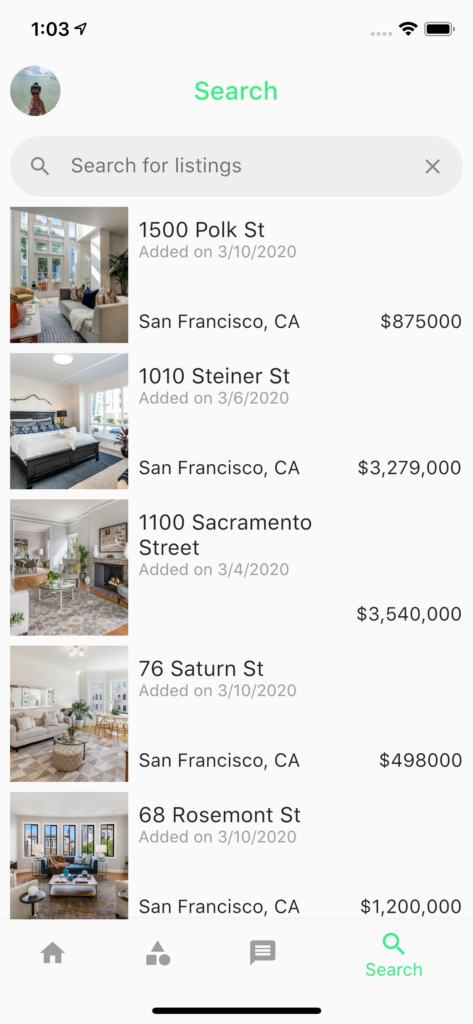 1:03
Search
Search for listings
1500 Polk St
Added on 3/10/2020
San Francisco, CA $875000
1010 Steiner St
Added on 3/6/2020
San Francisco, CA $3,279,000
1100 Sacramento
Street
Added on 3/4/2020
$3,540,000
76 Saturn St
Added on 3/10/2020
San Francisco, CA $498000
68 Rosemont St
Added on 3/10/2020
San Francisco, CA $1,200,000
Search